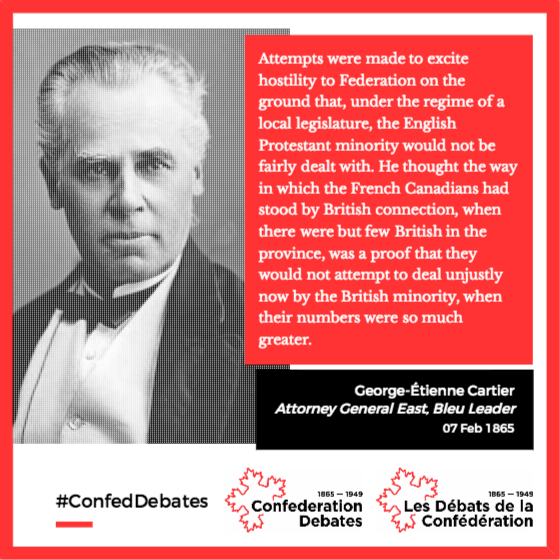 Attempts were made to excite
hostility to Federation on the
ground that, under the regime of a
local legislature, the English
Protestant minority would not be
fairly dealt with. He thought the way
in which the French Canadians had
stood by British connection, when
there were but few British in the
province, was a proof that they
would not attempt to deal unjustly
now by the British minority, when
their numbers were so much
greater.
George-Étienne Cartier
Attorney General East, Bleu Leader
07 Feb 1865
#ConfedDebates
1865 — 1949
Confederation
Debates
1865 — 1949
Les Débats de la
Confédération